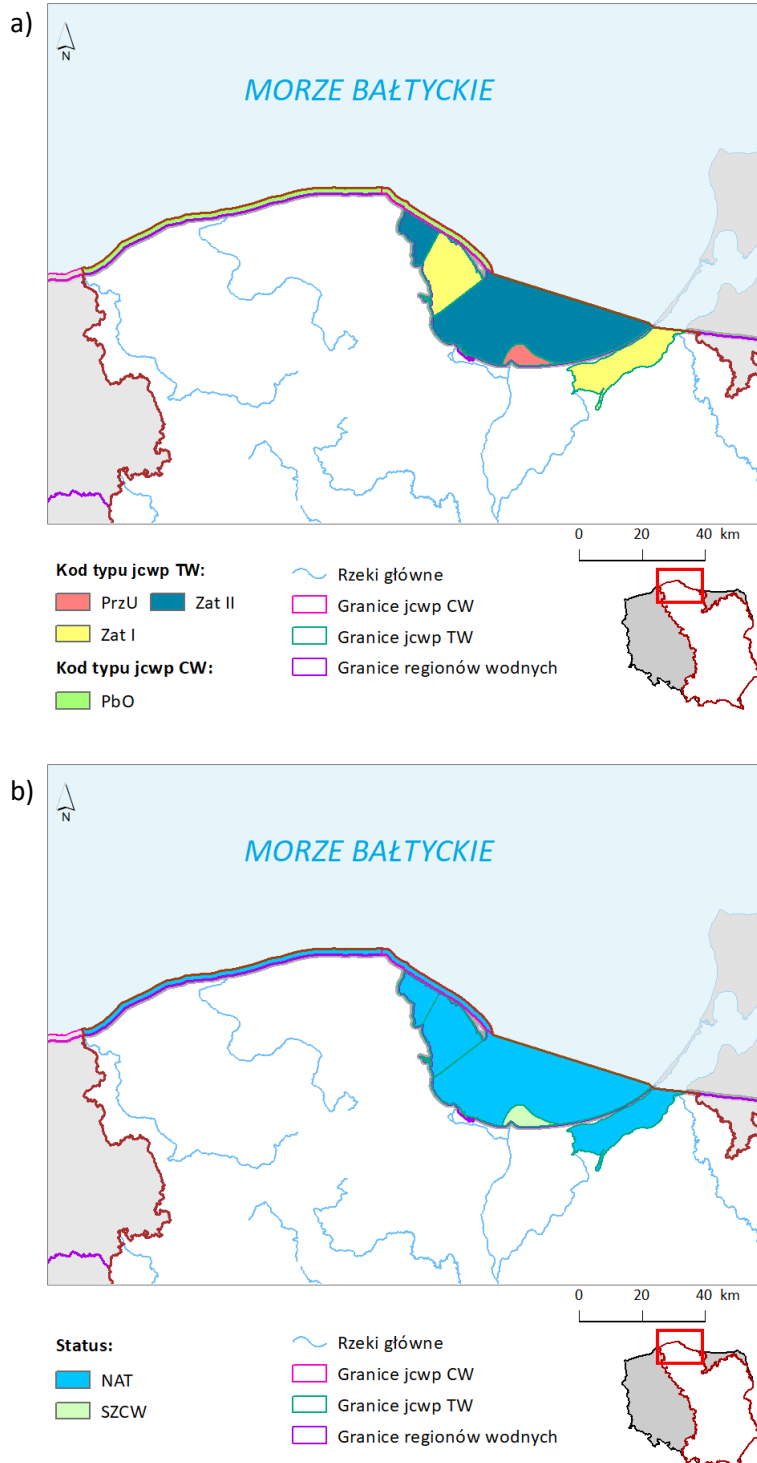 a)
N
MORZE BAŁTYCKIE
0 20 40 km
Kod typu jcwp TW:
PrzU Zat II
Zat I
Kod typu jcwp CW:
PbO
Rzeki główne
Granice jcwp CW
Granice jcwp TW
Granice regionów wodnych
b)
N
MORZE BAŁTYCKIE
0 20 40 km
Status:
NAT
SZCW
Rzeki główne
Granice jcwp CW
Granice jcwp TW
Granice regionów wodnych